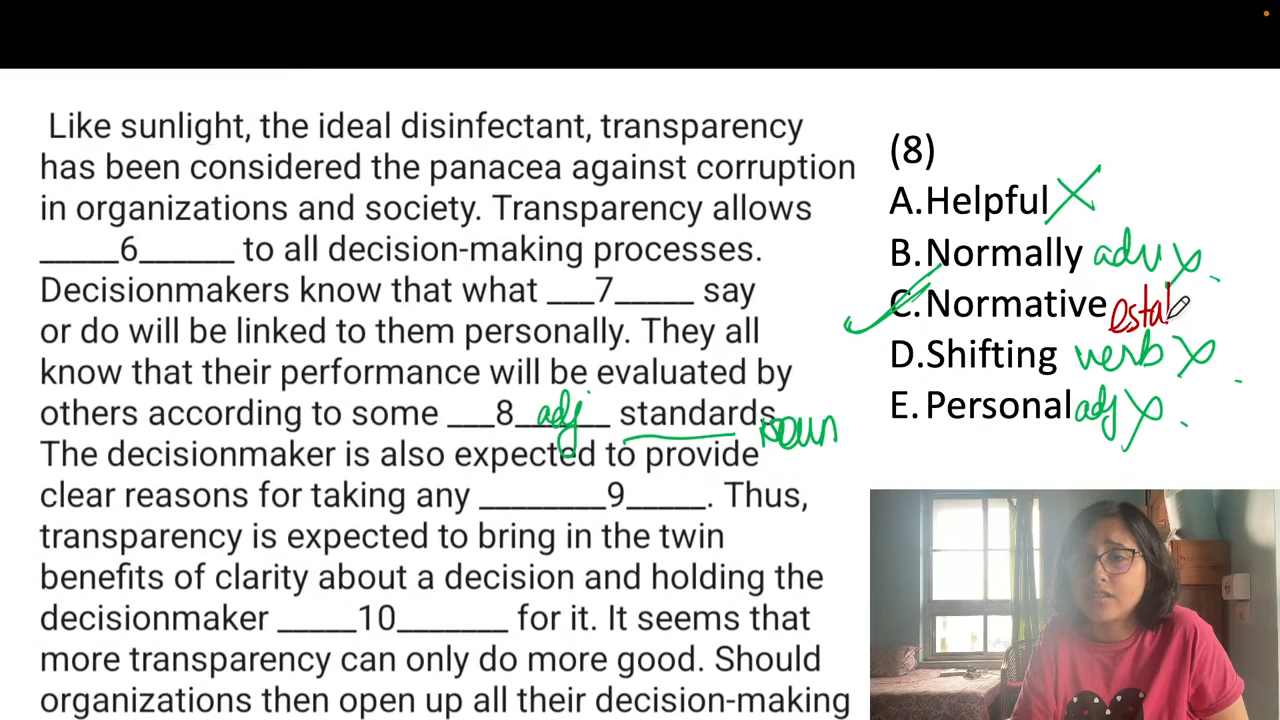 Like sunlight, the ideal disinfectant, transparency
has been considered the panacea against corruption
in organizations and society. Transparency allows
_____6______ to all decision-making processes.
Decisionmakers know that what ___7_____ say
or do will be linked to them personally. They all
know that their performance will be evaluated by
others according to some ___8_adj__ standards.
noun
The decisionmaker is also expected to provide
clear reasons for taking any ________9_____. Thus,
transparency is expected to bring in the twin
benefits of clarity about a decision and holding the
decisionmaker _____10_______ for it. It seems that
more transparency can only do more good. Should
organizations then open up all their decision-making
(8)
A.Helpful X
B.Normally adv x
C.Normative estab
D.Shifting verb x
E.Personal adj x